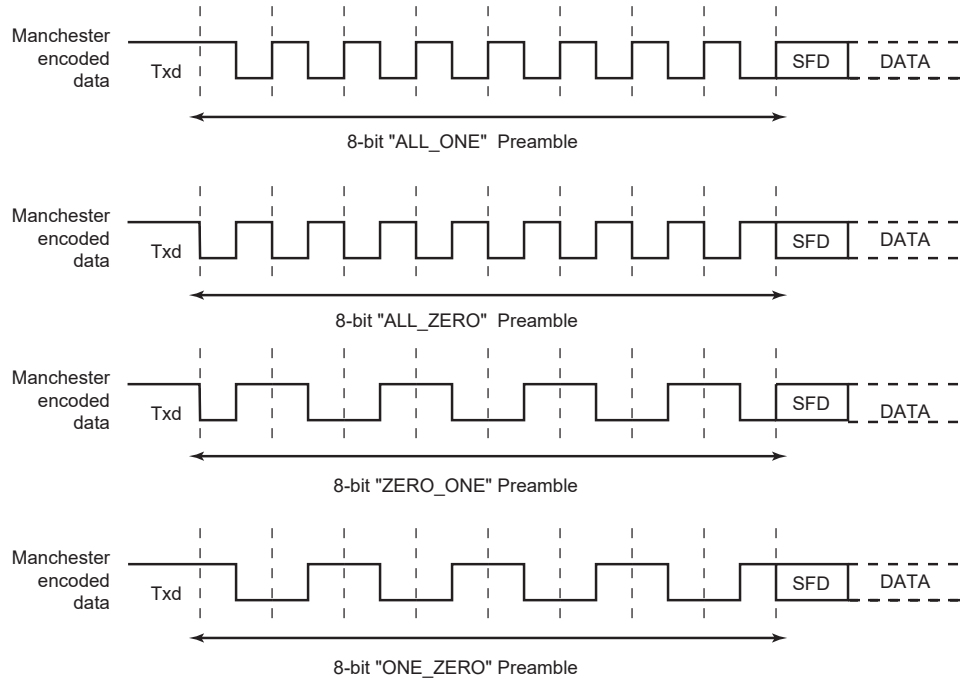 Manchester
encoded
data
Txd
SFD
DATA
8-bit "ALL_ONE" Preamble
Manchester
encoded
data
Txd
SFD
DATA
8-bit "ALL_ZERO" Preamble
Manchester
encoded
data
Txd
SFD
DATA
8-bit "ZERO_ONE" Preamble
Manchester
encoded
data
Txd
SFD
DATA
8-bit "ONE_ZERO" Preamble